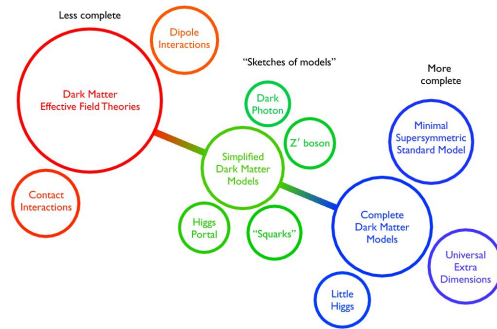 Less complete
Dipole
Interactions
Dark Matter
Effective Field Theories
"Sketches of models"
More
complete
Dark
Photon
Z′ boson
Minimal
Supersymmetric
Standard Model
Simplified
Dark Matter
Models
Contact
Interactions
Higgs
Portal
"Squarks"
Complete
Dark Matter
Models
Universal
Extra
Dimensions
Little
Higgs